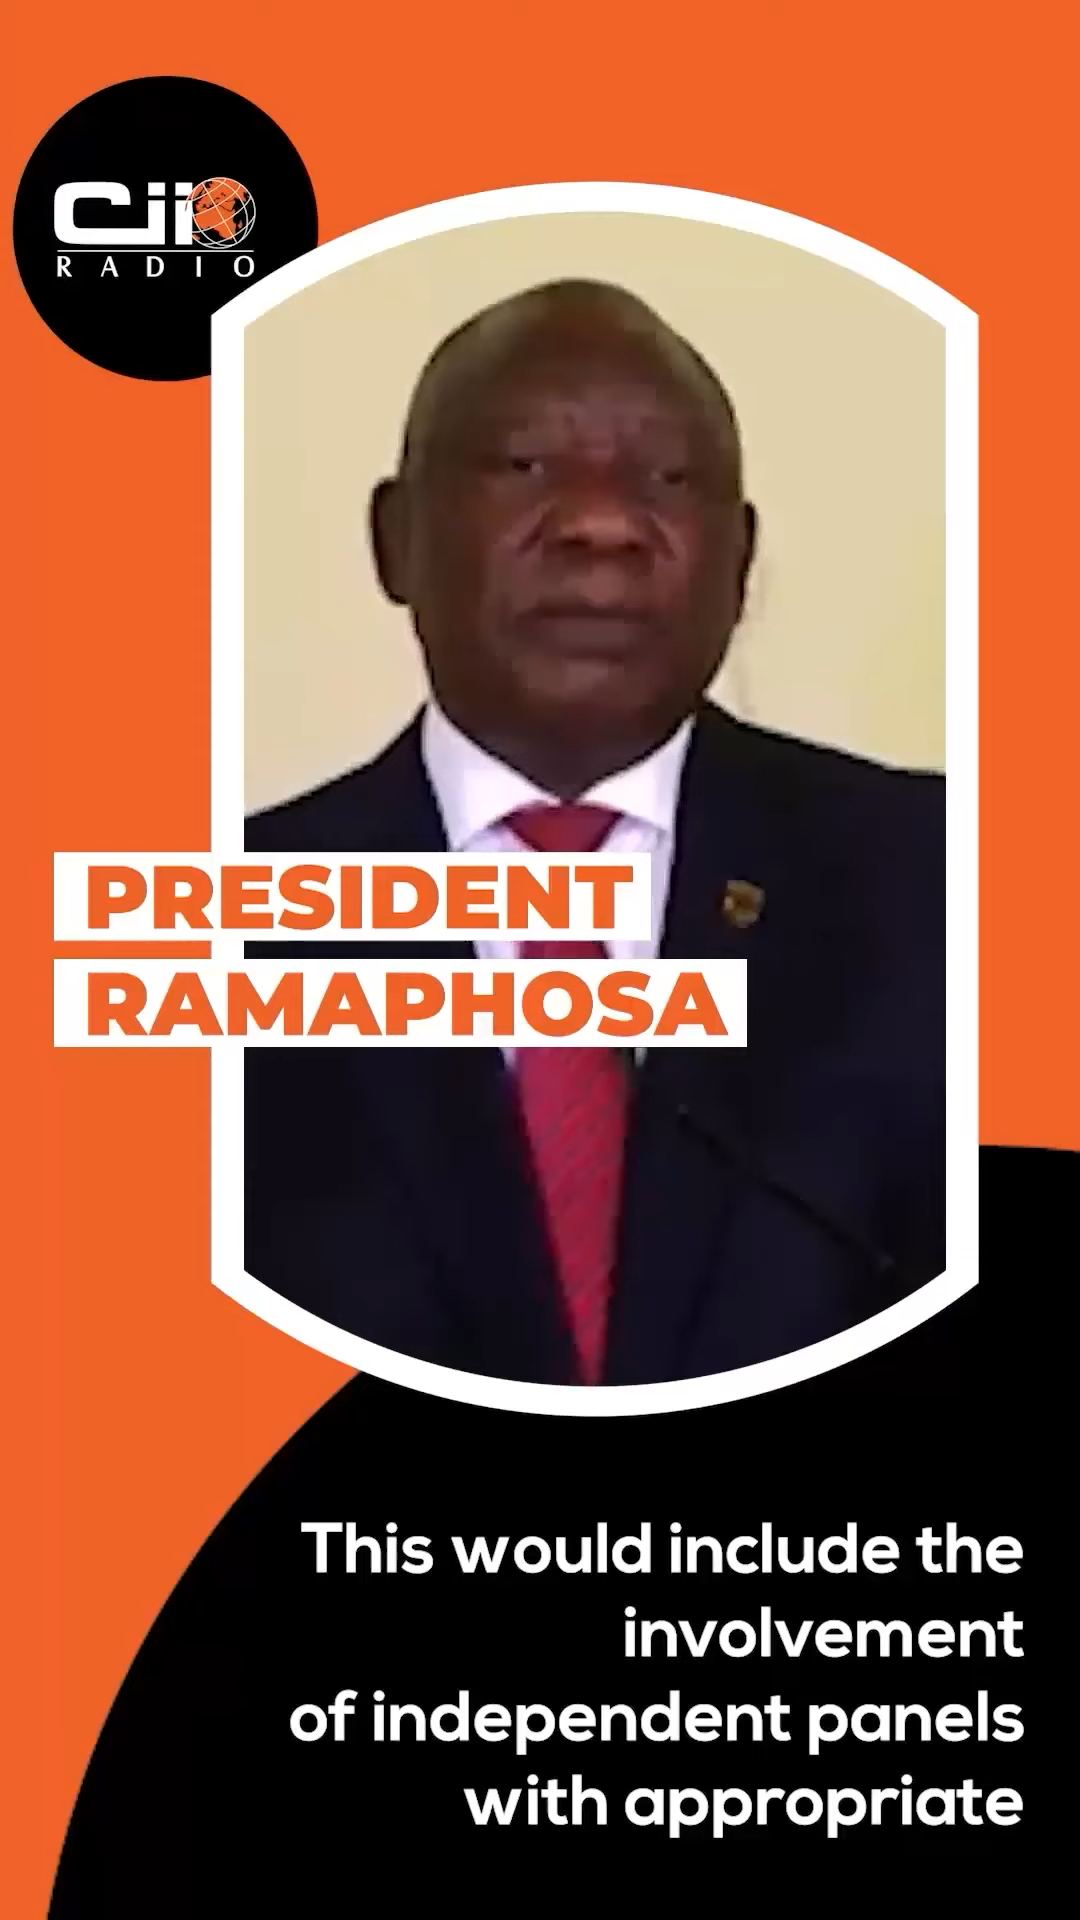 Cii
RADIO
PRESIDENT
RAMAPHOSA
This would include the
involvement
of independent panels
with appropriate